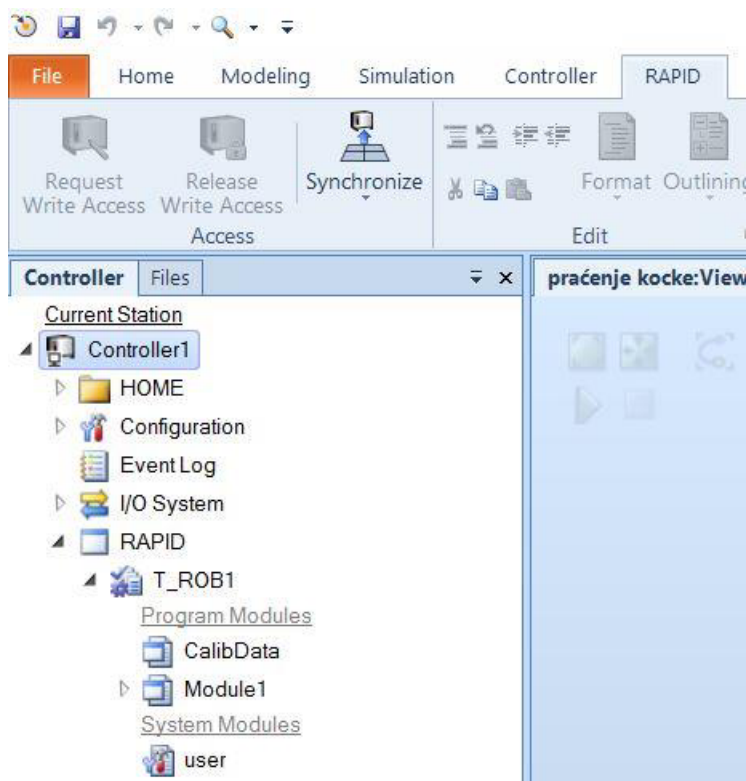 File Home Modeling Simulation Controller RAPID
Request Write Access
Release Write Access
Synchronize
Format Outlining
Access Edit
Controller Files
praćenje kocke:View
Current Station
Controller1
HOME
Configuration
Event Log
I/O System
RAPID
T_ROB1
Program Modules
CalibData
Module1
System Modules
user